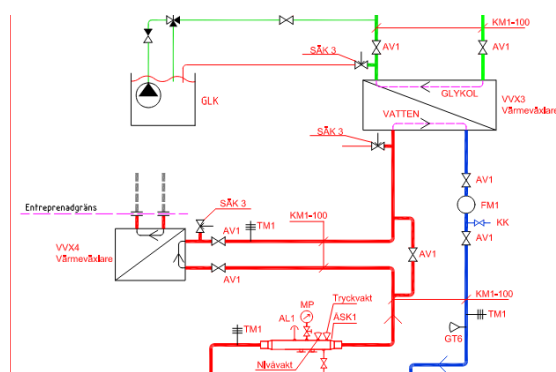 KM1-100
AV1
AV1
SÄK 3
GLYKOL
GLK
VVX3
Värmeväxlare
VATTEN
SÄK 3
AV1
FM1
KK
AV1
SÄK 3
Entreprenadgräns
TM1
KM1-100
AV1
VVX4
Värmeväxlare
AV1
AV1
KM1-100
MP
Tryckvakt
AL1
ASK1
TM1
TM1
GT6
Nivåvakt